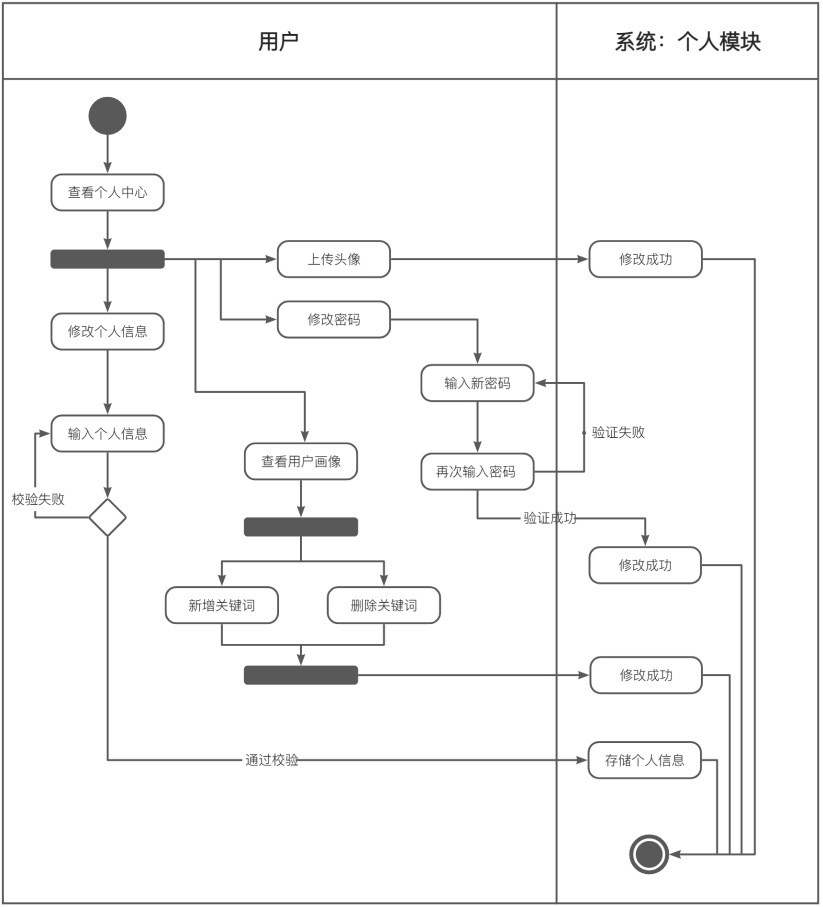 用户
系统：个人模块
查看个人中心
上传头像
修改成功
修改个人信息
修改密码
输入新密码
输入个人信息
验证失败
查看用户画像
再次输入密码
校验失败
验证成功
修改成功
新增关键词
删除关键词
修改成功
通过校验
存储个人信息